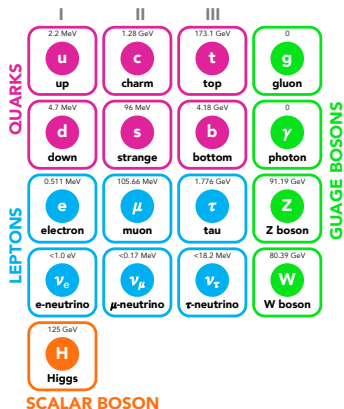 I II III
QUARKS
2.2 MeV 1.28 GeV 173.1 GeV 0
u c t g
up charm top gluon
4.7 MeV 96 MeV 4.18 GeV 0
d s b γ
down strange bottom photon
GUAGE BOSONS
LEPTONS
0.511 MeV 105.66 MeV 1.776 GeV 91.19 GeV
e μ τ Z
electron muon tau Z boson
<1.0 eV <0.17 MeV <18.2 MeV 80.39 GeV
νe νμ ντ W
e-neutrino μ-neutrino τ-neutrino W boson
125 GeV
H
Higgs
SCALAR BOSON